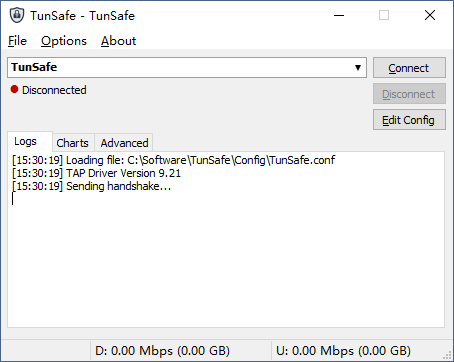 TunSafe - TunSafe
File Options About
TunSafe Connect
Disconnected Disconnect
Edit Config
Logs Charts Advanced
[15:30:19] Loading file: C:\Software\TunSafe\Config\TunSafe.conf
[15:30:19] TAP Driver Version 9.21
[15:30:19] Sending handshake...
D: 0.00 Mbps (0.00 GB) U: 0.00 Mbps (0.00 GB)